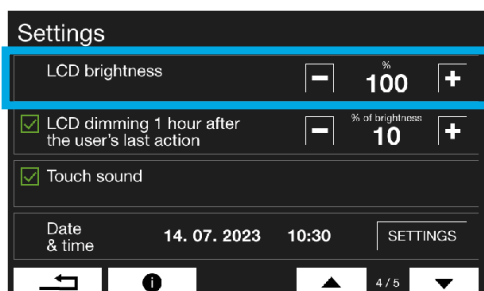 Settings
LCD brightness
%
− 100 +
LCD dimming 1 hour after
the user's last action
% of brightness
− 10 +
Touch sound
Date
& time
14. 07. 2023 10:30 SETTINGS
i 4/5